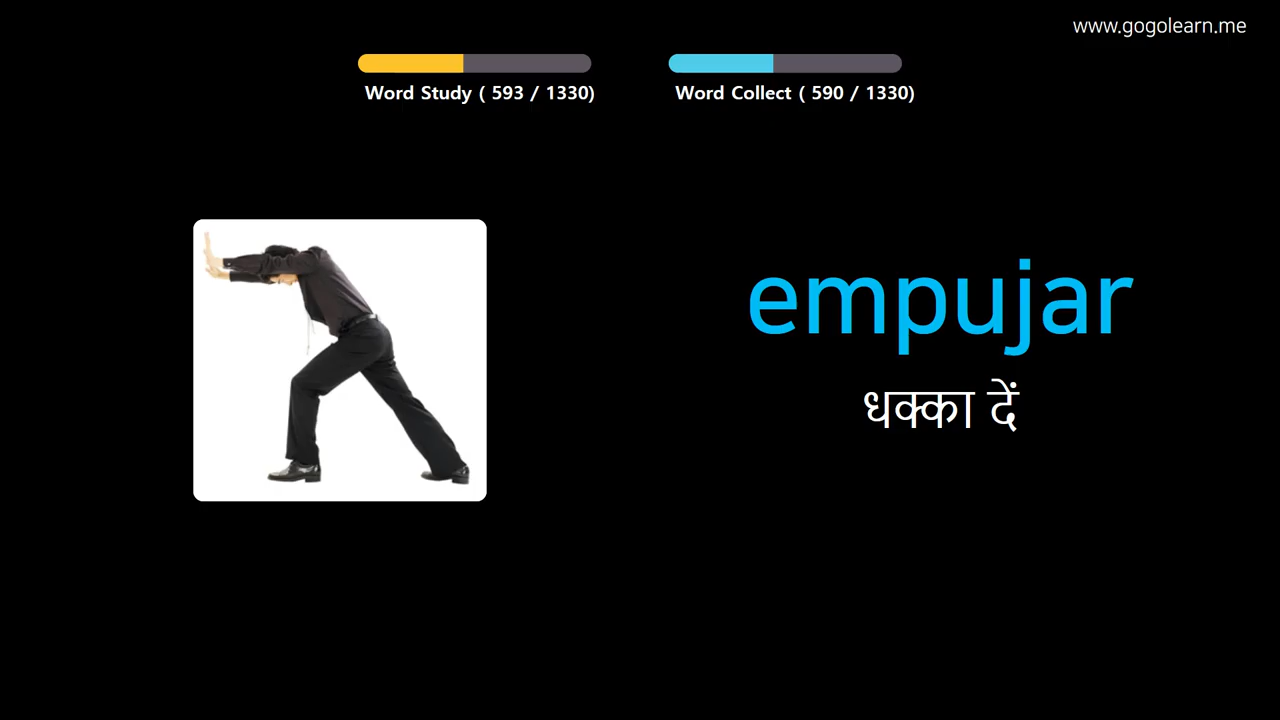 www.gogolearn.me
Word Study ( 593 / 1330)
Word Collect ( 590 / 1330)
empujar
धक्का दें